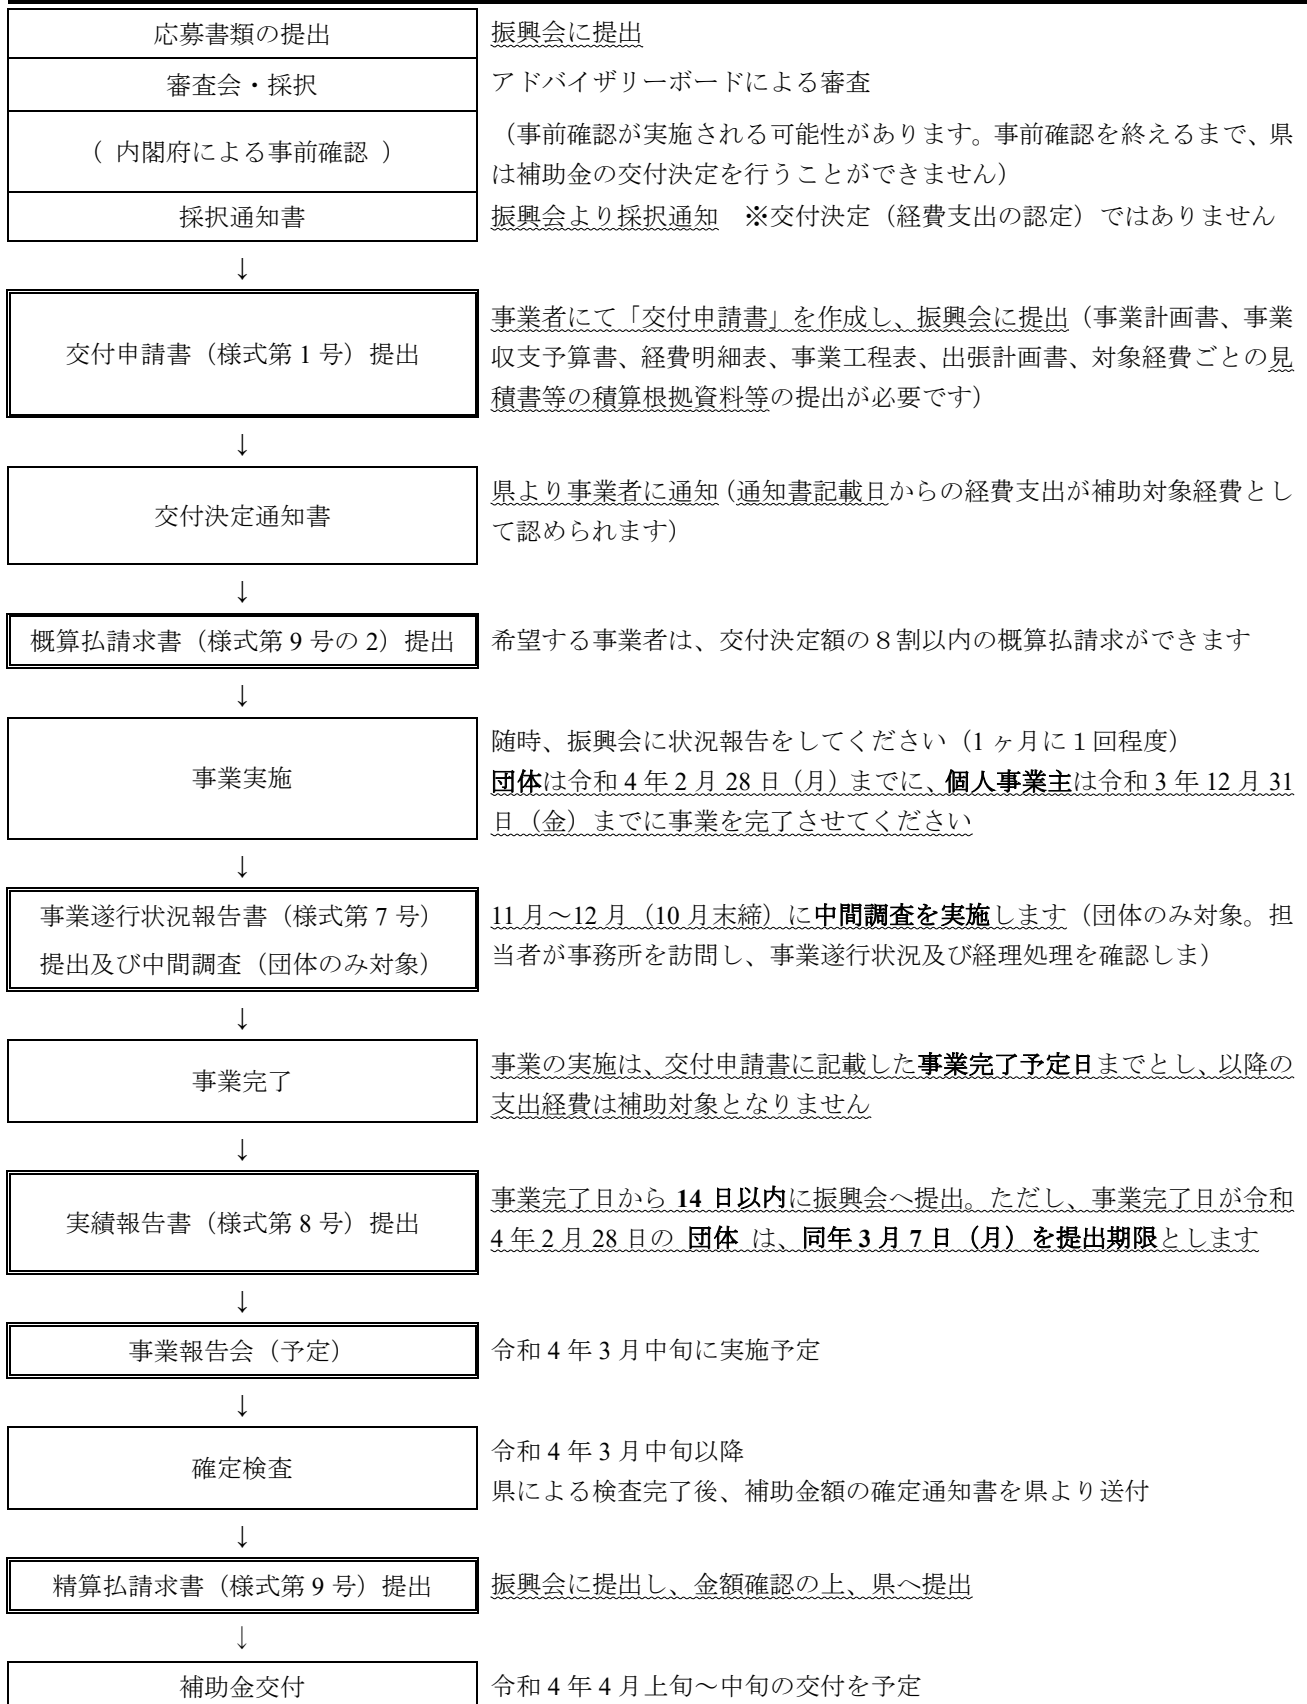 応募書類の提出
振興会に提出
審査会・採択
アドバイザリーボードによる審査
（ 内閣府による事前確認 ）
（事前確認が実施される可能性があります。事前確認を終えるまで、県
は補助金の交付決定を行うことができません）
採択通知書
振興会より採択通知　※交付決定（経費支出の認定）ではありません
↓
交付申請書（様式第 1 号）提出
事業者にて「交付申請書」を作成し、振興会に提出（事業計画書、事業
収支予算書、経費明細表、事業工程表、出張計画書、対象経費ごとの見
積書等の積算根拠資料等の提出が必要です）
↓
交付決定通知書
県より事業者に通知（通知書記載日からの経費支出が補助対象経費とし
て認められます）
↓
概算払請求書（様式第 9 号の 2）提出
希望する事業者は、交付決定額の８割以内の概算払請求ができます
↓
事業実施
随時、振興会に状況報告をしてください（1 ヶ月に１回程度）
団体は令和 4 年 2 月 28 日（月）までに、個人事業主は令和 3 年 12 月 31
日（金）までに事業を完了させてください
↓
事業遂行状況報告書（様式第 7 号）
提出及び中間調査（団体のみ対象）
11 月～12 月（10 月末締）に中間調査を実施します（団体のみ対象。担
当者が事務所を訪問し、事業遂行状況及び経理処理を確認しま）
↓
事業完了
事業の実施は、交付申請書に記載した事業完了予定日までとし、以降の
支出経費は補助対象となりません
↓
実績報告書（様式第 8 号）提出
事業完了日から 14 日以内に振興会へ提出。ただし、事業完了日が令和
4 年 2 月 28 日の 団体 は、同年 3 月 7 日（月）を提出期限とします
↓
事業報告会（予定）
令和 4 年 3 月中旬に実施予定
↓
確定検査
令和 4 年 3 月中旬以降
県による検査完了後、補助金額の確定通知書を県より送付
↓
精算払請求書（様式第 9 号）提出
振興会に提出し、金額確認の上、県へ提出
↓
補助金交付
令和 4 年 4 月上旬～中旬の交付を予定